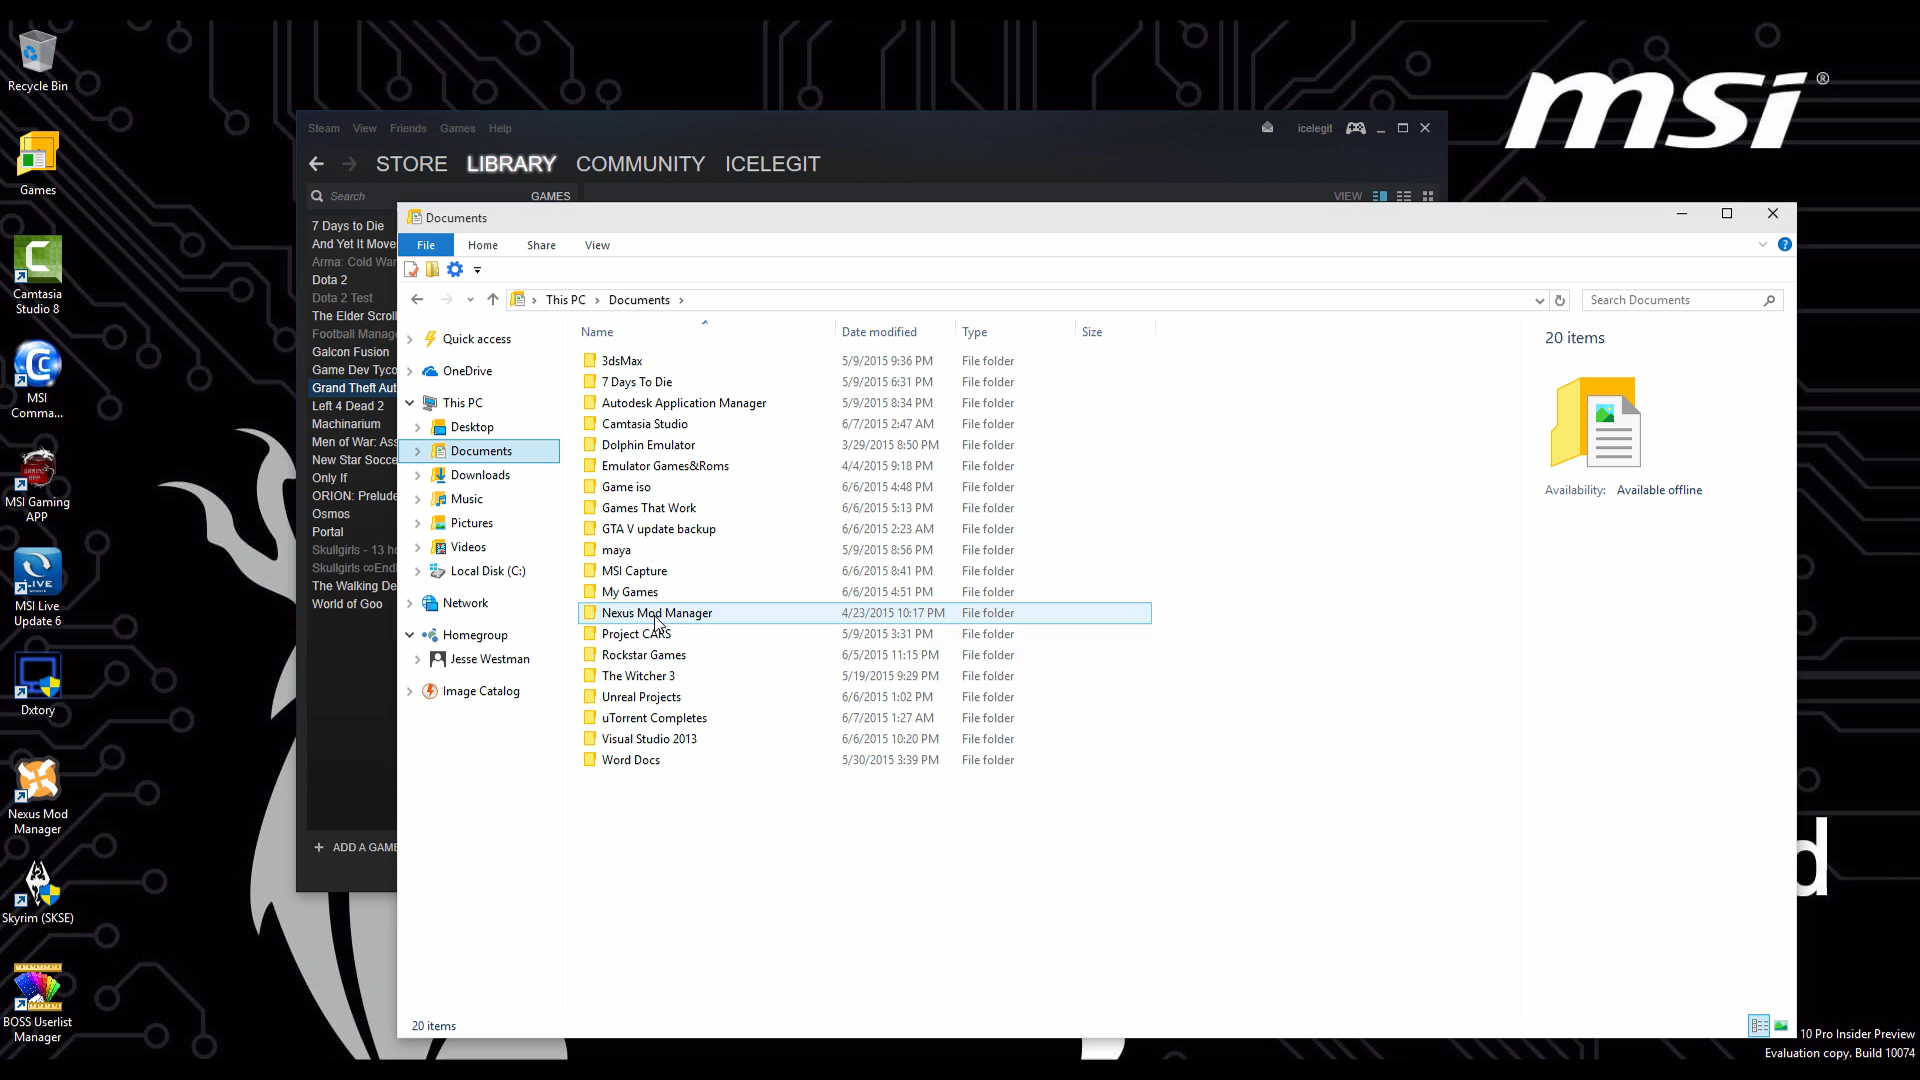 Recycle Bin
Games
Camtasia
Studio 8
MSI
Comma...
MSI Gaming
APP
MSI Live
Update 6
Dxtory
Nexus Mod
Manager
Skyrim (SKSE)
BOSS Userlist
Manager
msi ®
Steam View Friends Games Help
icelegit
STORE LIBRARY COMMUNITY ICELEGIT
Search GAMES
VIEW
7 Days to Die
And Yet It Move
Arma: Cold War
Dota 2
Dota 2 Test
The Elder Scroll
Football Manage
Galcon Fusion
Game Dev Tyco
Grand Theft Aut
Left 4 Dead 2
Machinarium
Men of War: Ass
New Star Socce
Only If
ORION: Prelude
Osmos
Portal
Skullgirls - 13 h
Skullgirls ∞End
The Walking De
World of Goo
+ ADD A GAME
Documents
File Home Share View
This PC > Documents >
Search Documents
Quick access
OneDrive
This PC
Desktop
Documents
Downloads
Music
Pictures
Videos
Local Disk (C:)
Network
Homegroup
Jesse Westman
Image Catalog
Name Date modified Type Size
3dsMax 5/9/2015 9:36 PM File folder
7 Days To Die 5/9/2015 6:31 PM File folder
Autodesk Application Manager 5/9/2015 8:34 PM File folder
Camtasia Studio 6/7/2015 2:47 AM File folder
Dolphin Emulator 3/29/2015 8:50 PM File folder
Emulator Games&Roms 4/4/2015 9:18 PM File folder
Game iso 6/6/2015 4:48 PM File folder
Games That Work 6/6/2015 5:13 PM File folder
GTA V update backup 6/6/2015 2:23 AM File folder
maya 5/9/2015 8:56 PM File folder
MSI Capture 6/6/2015 8:41 PM File folder
My Games 6/6/2015 4:51 PM File folder
Nexus Mod Manager 4/23/2015 10:17 PM File folder
Project CARS 5/9/2015 3:31 PM File folder
Rockstar Games 6/5/2015 11:15 PM File folder
The Witcher 3 5/19/2015 9:29 PM File folder
Unreal Projects 6/6/2015 1:02 PM File folder
uTorrent Completes 6/7/2015 1:27 AM File folder
Visual Studio 2013 6/6/2015 10:20 PM File folder
Word Docs 5/30/2015 3:39 PM File folder
20 items
Availability: Available offline
20 items
d
10 Pro Insider Preview
Evaluation copy. Build 10074